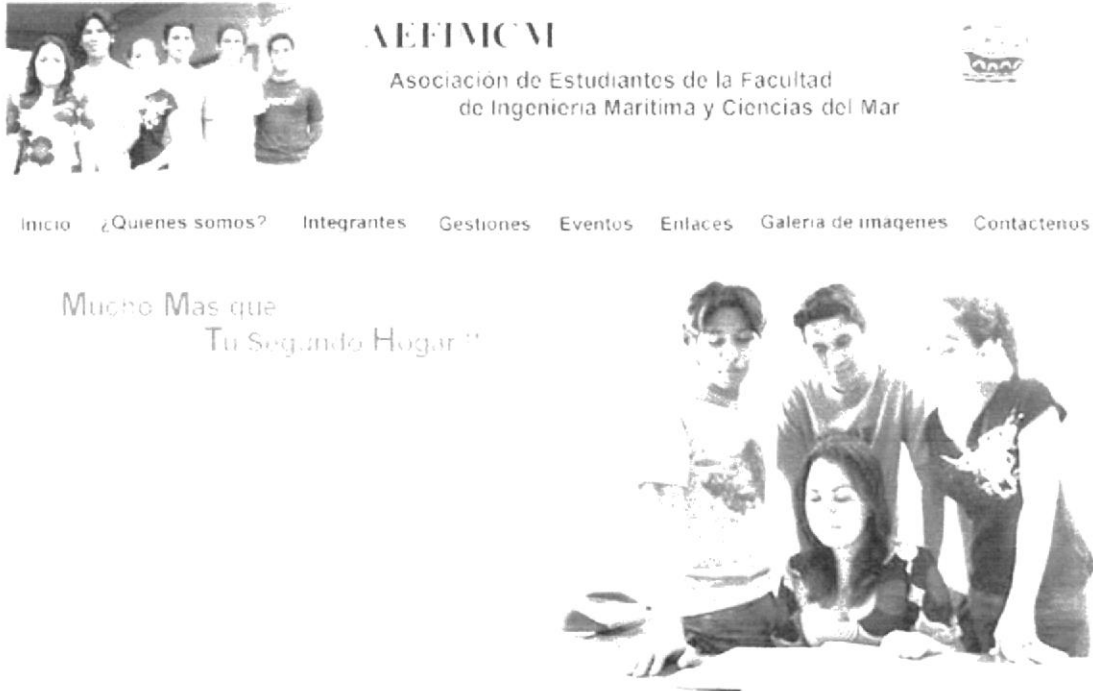 AEFIMCM
Asociación de Estudiantes de la Facultad
de Ingenieria Maritima y Ciencias del Mar
Inicio ¿Quienes somos? Integrantes Gestiones Eventos Enlaces Galeria de imagenes Contactenos
Mucho Mas que
Tu Segundo Hogar !!